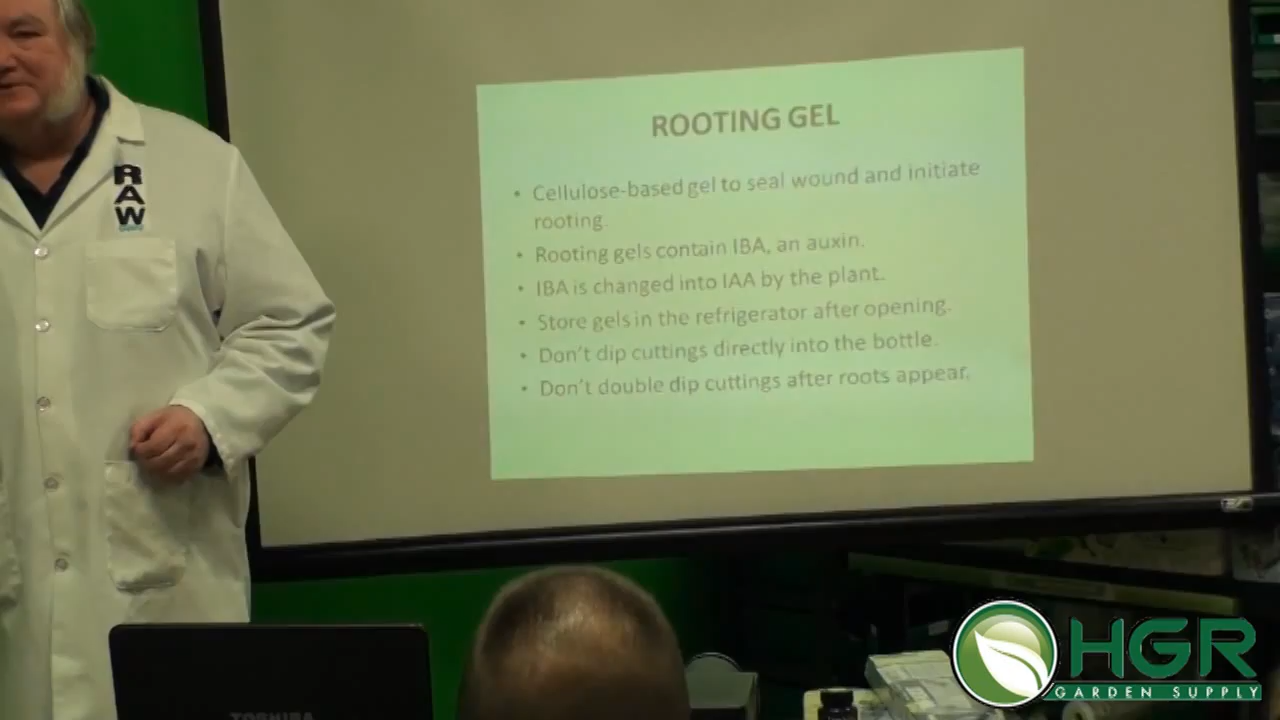 RAW
ROOTING GEL
• Cellulose-based gel to seal wound and initiate
rooting.
• Rooting gels contain IBA, an auxin.
• IBA is changed into IAA by the plant.
• Store gels in the refrigerator after opening.
• Don't dip cuttings directly into the bottle.
• Don't double dip cuttings after roots appear.
TOSHIBA
HGR
GARDEN SUPPLY